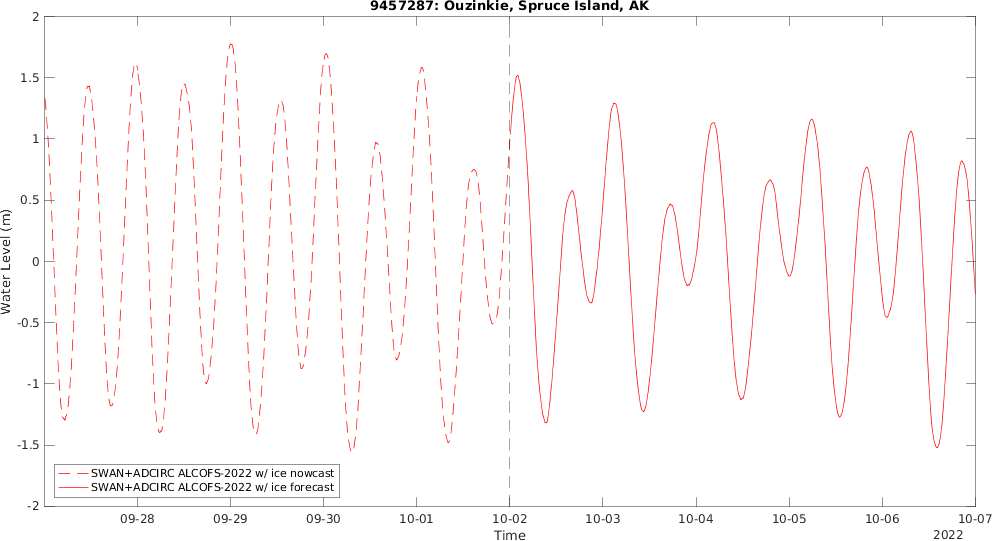 9457287: Ouzinkie, Spruce Island, AK
2
1.5
1
0.5
0
-0.5
-1
-1.5
-2
Water Level (m)
SWAN+ADCIRC ALCOFS-2022 w/ ice nowcast
SWAN+ADCIRC ALCOFS-2022 w/ ice forecast
09-28 09-29 09-30 10-01 10-02 10-03 10-04 10-05 10-06 10-07
Time
2022